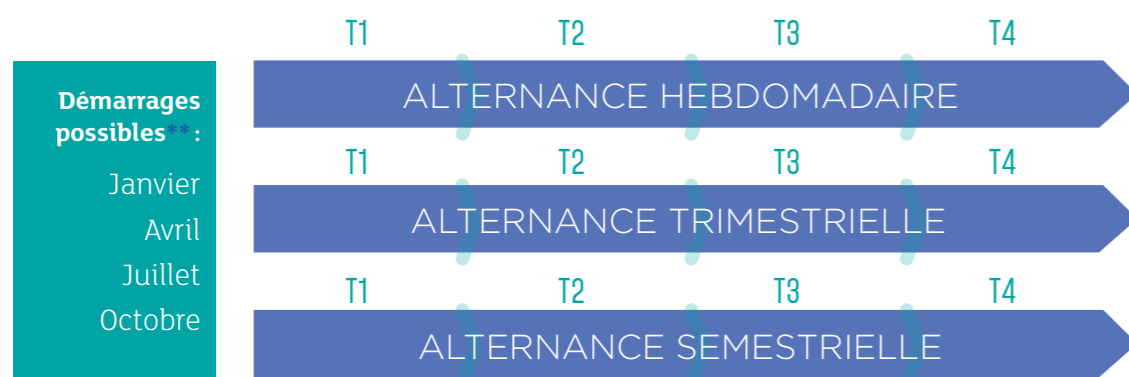 Démarrages
possibles** :
Janvier
Avril
Juillet
Octobre
T1 T2 T3 T4
ALTERNANCE HEBDOMADAIRE
T1 T2 T3 T4
ALTERNANCE TRIMESTRIELLE
T1 T2 T3 T4
ALTERNANCE SEMESTRIELLE